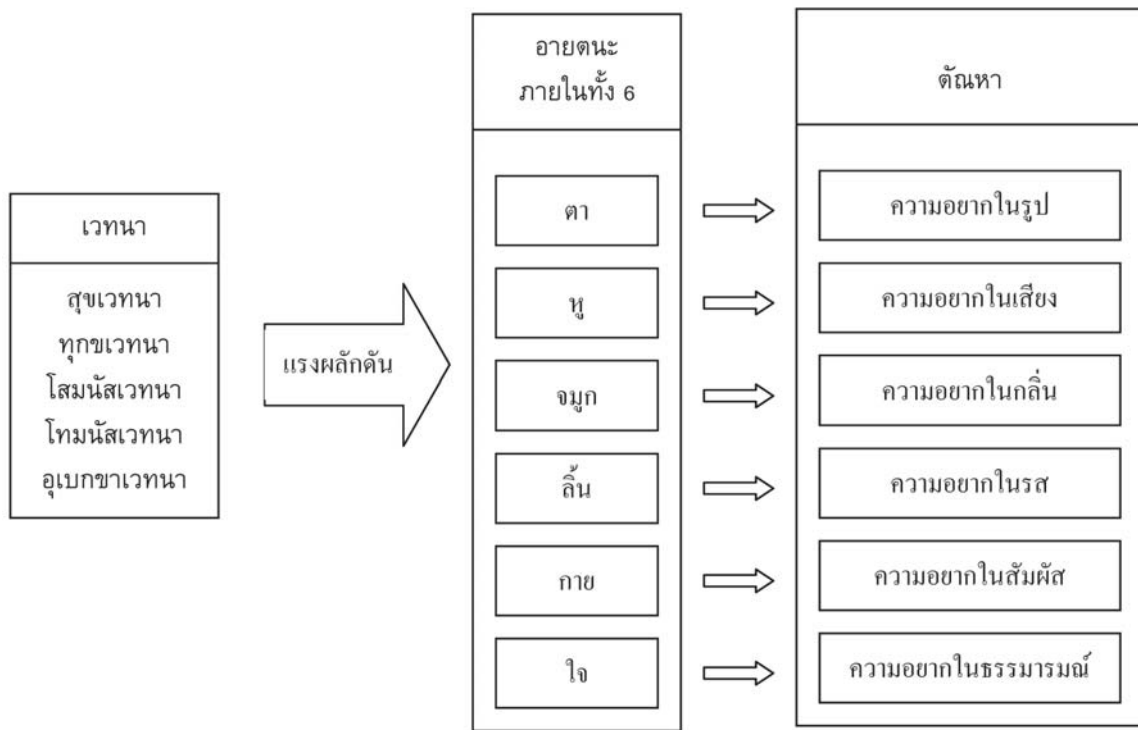 เวทนา
สุขเวทนา
ทุกขเวทนา
โสมนัสเวทนา
โทมนัสเวทนา
อุเบกขาเวทนา
แรงผลักดัน
อายตนะ
ภายในทั้ง 6
ตา
หู
จมูก
ลิ้น
กาย
ใจ
ตัณหา
ความอยากในรูป
ความอยากในเสียง
ความอยากในกลิ่น
ความอยากในรส
ความอยากในสัมผัส
ความอยากในธรรมารมณ์